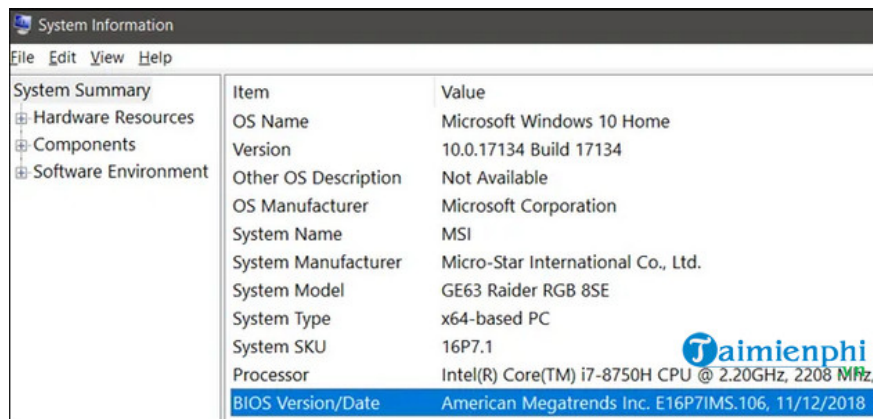 System Information
File Edit View Help
System Summary
Hardware Resources
Components
Software Environment
Item Value
OS Name Microsoft Windows 10 Home
Version 10.0.17134 Build 17134
Other OS Description Not Available
OS Manufacturer Microsoft Corporation
System Name MSI
System Manufacturer Micro-Star International Co., Ltd.
System Model GE63 Raider RGB 8SE
System Type x64-based PC
System SKU 16P7.1
Processor Intel(R) Core(TM) i7-8750H CPU @ 2.20GHz, 2208 MHz,
BIOS Version/Date American Megatrends Inc. E16P7IMS.106, 11/12/2018
Taimienphi
.vn